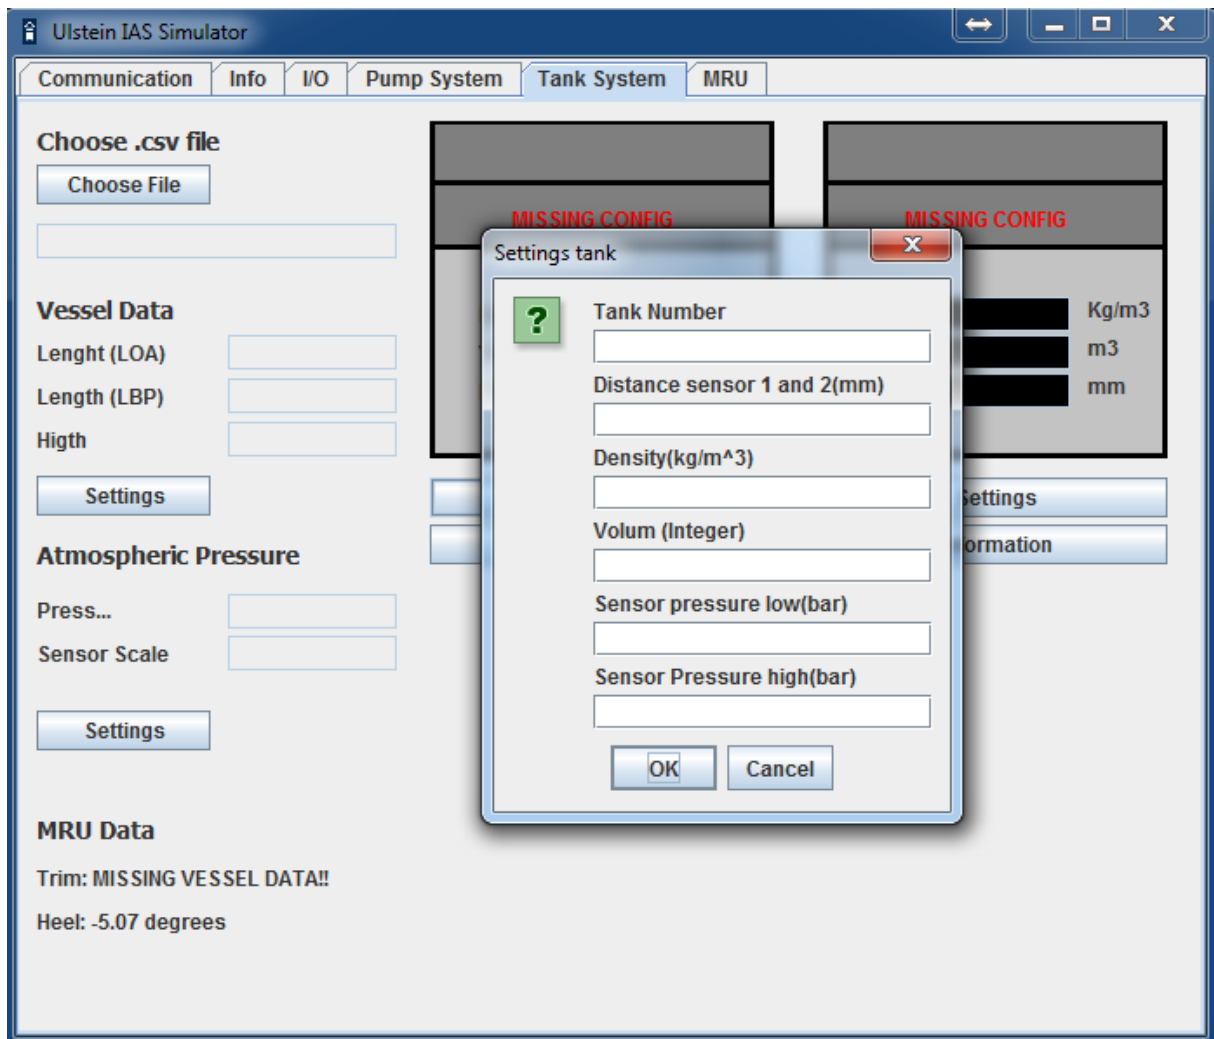 Ulstein IAS Simulator
Communication Info I/O Pump System Tank System MRU
Choose .csv file
Choose File
MISSING CONFIG MISSING CONFIG
Vessel Data
Lenght (LOA)
Length (LBP)
Higth
Settings
Atmospheric Pressure
Press...
Sensor Scale
Settings
MRU Data
Trim: MISSING VESSEL DATA!!
Heel: -5.07 degrees
Settings tank
?
Tank Number
Distance sensor 1 and 2(mm)
Density(kg/m^3)
Volum (Integer)
Sensor pressure low(bar)
Sensor Pressure high(bar)
OK Cancel
Kg/m3
m3
mm
Settings
ormation